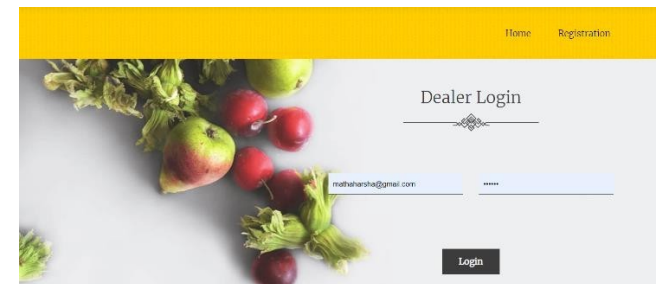 Home Registration
Dealer Login
mathaharsha@gmail.com ······
Login